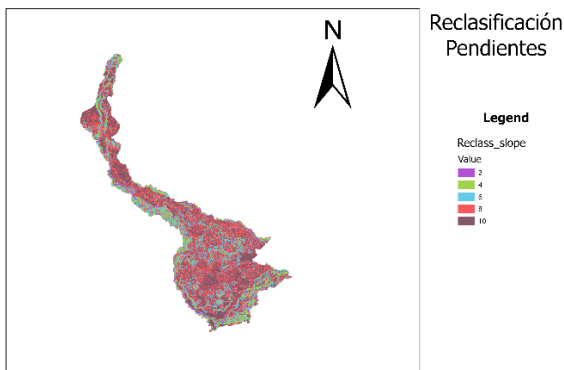 Reclasificación
Pendientes
N
Legend
Reclass_slope
Value
2
4
6
8
10